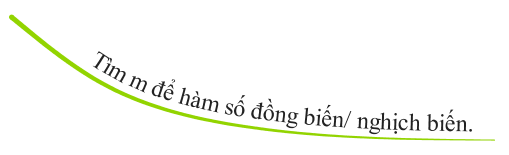 Tìm m để hàm số đồng biến/ nghịch biến.